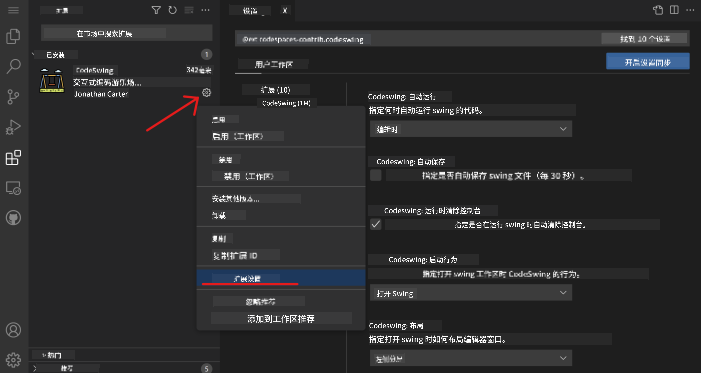 扩展
在市场中搜索扩展
已安装
1
CodeSwing
342毫秒
交互式编码游乐场...
Jonathan Carter
启用
启用（工作区）
禁用
禁用（工作区）
安装其他版本...
卸载
复制
复制扩展 ID
扩展设置
忽略推荐
添加到工作区推荐
热门
推荐
5
设置
@ext:codespaces-contrib.codeswing
找到 10 个设置
用户工作区
开启设置同步
扩展 (10)
CodeSwing (10)
Codeswing: 自动运行
指定何时自动运行 swing 的代码。
编辑时
Codeswing: 自动保存
指定是否自动保存 swing 文件（每 30 秒）。
Codeswing: 运行时清除控制台
指定是否在运行 swing 时自动清除控制台。
Codeswing: 启动行为
指定打开 swing 工作区时 CodeSwing 的行为。
打开 Swing
Codeswing: 布局
指定打开 swing 时如何布局编辑器窗口。